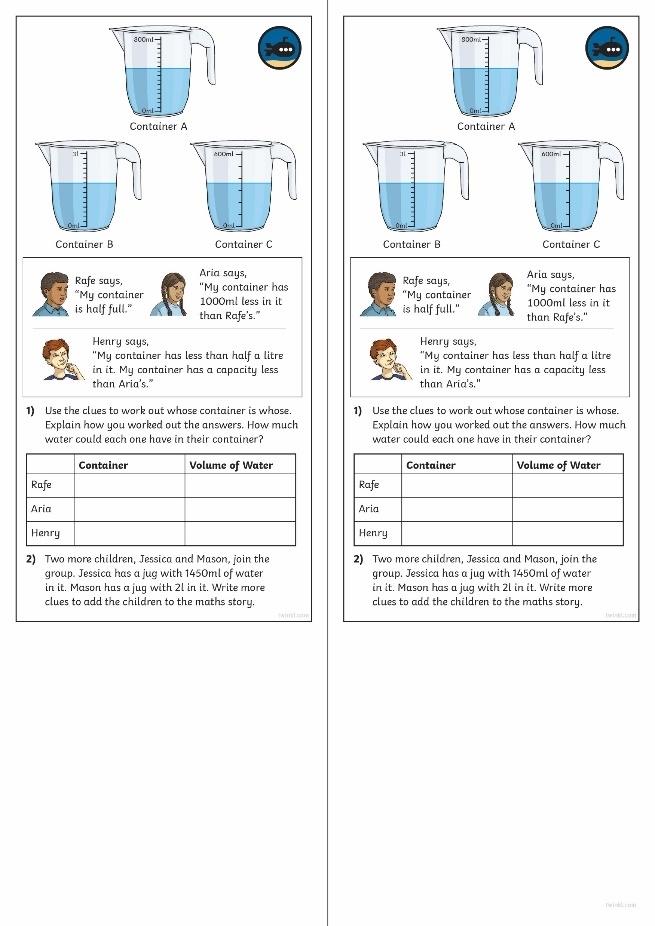 800ml
0ml
Container A
3l
0ml
Container B
600ml
0ml
Container C
Rafe says,
“My container
is half full.”
Aria says,
“My container has
1000ml less in it
than Rafe’s.”
Henry says,
“My container has less than half a litre
in it. My container has a capacity less
than Aria’s.”
1) Use the clues to work out whose container is whose.
Explain how you worked out the answers. How much
water could each one have in their container?
Container Volume of Water
Rafe
Aria
Henry
2) Two more children, Jessica and Mason, join the
group. Jessica has a jug with 1450ml of water
in it. Mason has a jug with 2l in it. Write more
clues to add the children to the maths story.
twinkl.com
800ml
0ml
Container A
3l
0ml
Container B
600ml
0ml
Container C
Rafe says,
“My container
is half full.”
Aria says,
“My container has
1000ml less in it
than Rafe’s.”
Henry says,
“My container has less than half a litre
in it. My container has a capacity less
than Aria’s.”
1) Use the clues to work out whose container is whose.
Explain how you worked out the answers. How much
water could each one have in their container?
Container Volume of Water
Rafe
Aria
Henry
2) Two more children, Jessica and Mason, join the
group. Jessica has a jug with 1450ml of water
in it. Mason has a jug with 2l in it. Write more
clues to add the children to the maths story.
twinkl.com
twinkl.com